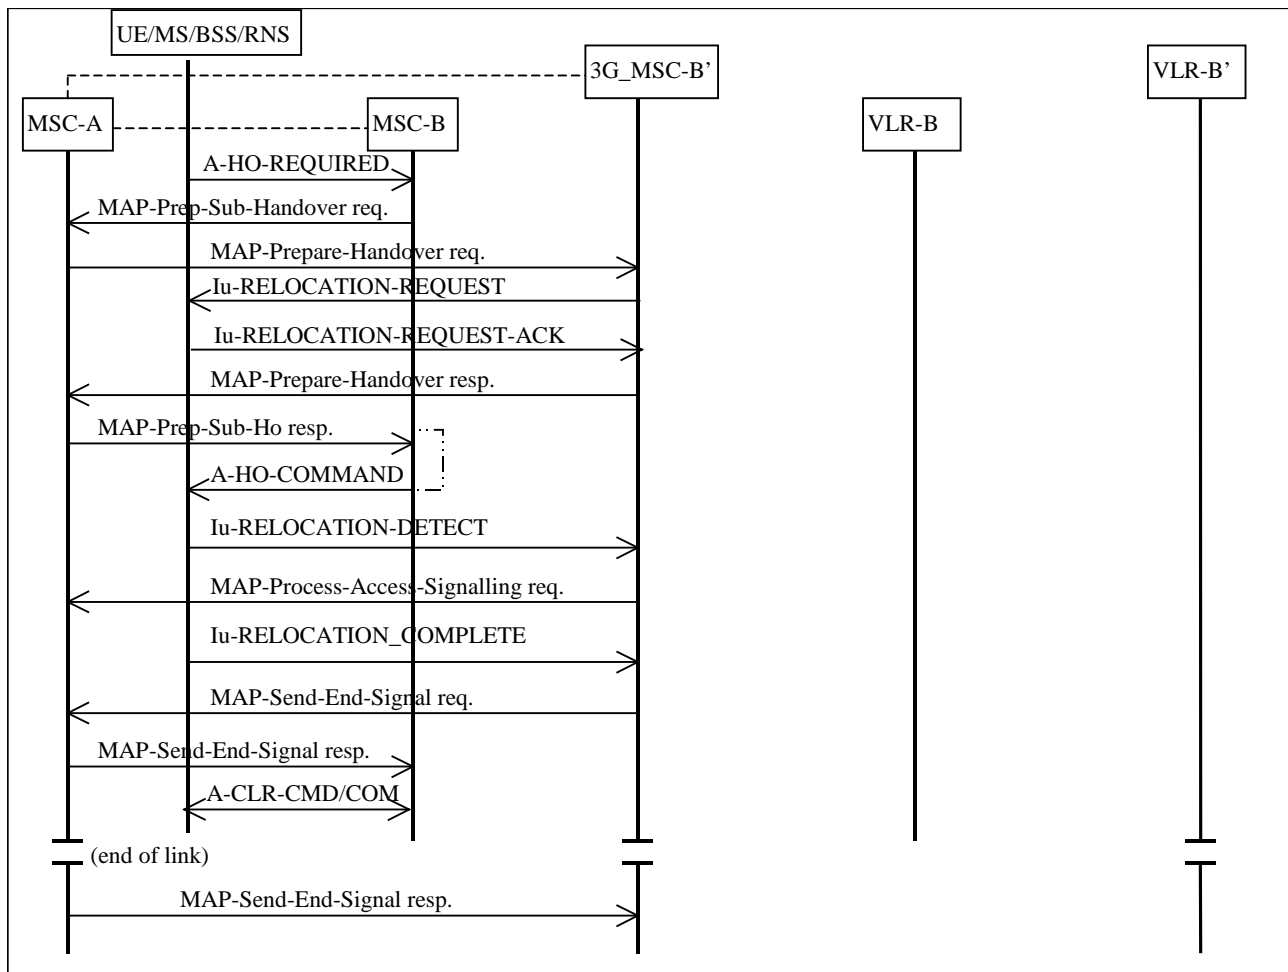 UE/MS/BSS/RNS
3G_MSC-B’
VLR-B’
MSC-A
MSC-B
VLR-B
A-HO-REQUIRED
MAP-Prep-Sub-Handover req.
MAP-Prepare-Handover req.
Iu-RELOCATION-REQUEST
Iu-RELOCATION-REQUEST-ACK
MAP-Prepare-Handover resp.
MAP-Prep-Sub-Ho resp.
A-HO-COMMAND
Iu-RELOCATION-DETECT
MAP-Process-Access-Signalling req.
Iu-RELOCATION_COMPLETE
MAP-Send-End-Signal req.
MAP-Send-End-Signal resp.
A-CLR-CMD/COM
(end of link)
MAP-Send-End-Signal resp.